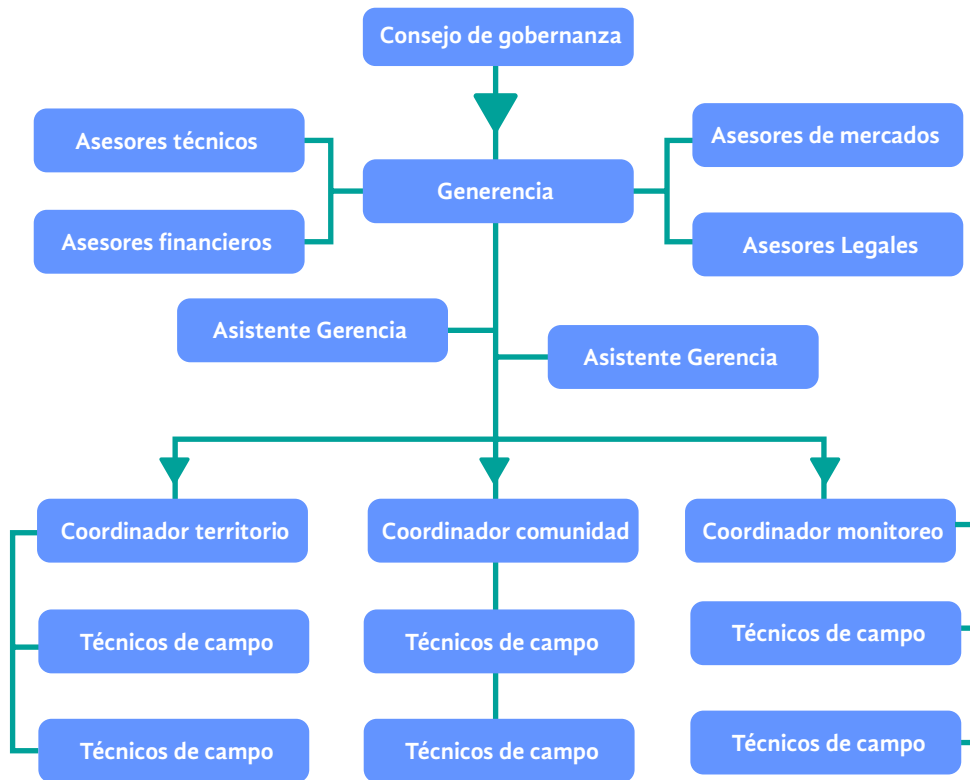 Consejo de gobernanza
Asesores técnicos
Asesores de mercados
Generencia
Asesores financieros
Asesores Legales
Asistente Gerencia
Asistente Gerencia
Coordinador territorio
Coordinador comunidad
Coordinador monitoreo
Técnicos de campo
Técnicos de campo
Técnicos de campo
Técnicos de campo
Técnicos de campo
Técnicos de campo